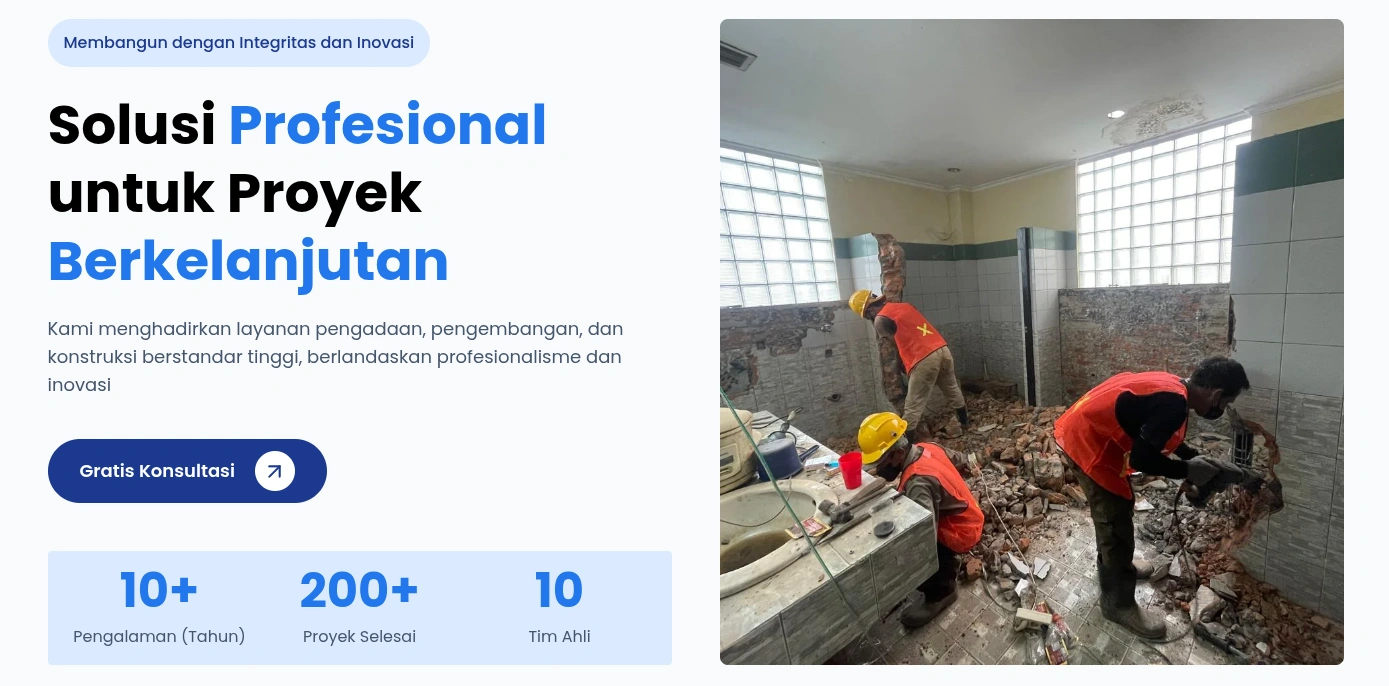 Membangun dengan Integritas dan Inovasi
Solusi Profesional
untuk Proyek
Berkelanjutan
Kami menghadirkan layanan pengadaan, pengembangan, dan
konstruksi berstandar tinggi, berlandaskan profesionalisme dan
inovasi
Gratis Konsultasi
10+
Pengalaman (Tahun)
200+
Proyek Selesai
10
Tim Ahli